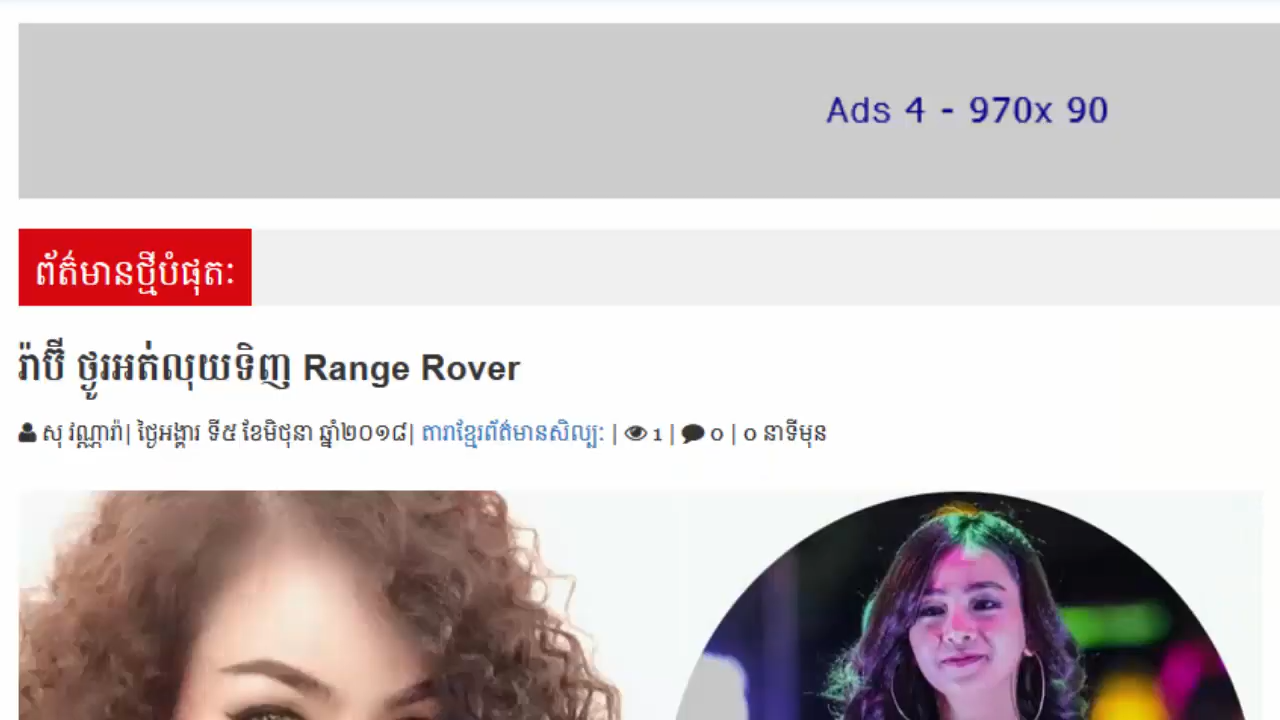 Ads 4 - 970x 90
ព័ត៌មានថ្មីបំផុតៈ
រ៉ាប៊ី ថ្ងូរអត់លុយទិញ Range Rover
សុ វណ្ណារ៉ា| ថ្ងៃអង្គារ ទី៥ ខែមិថុនា ឆ្នាំ២០១៨| តារាខ្មែរព័ត៌មានសិល្បៈ | 1 | 0 | 0 នាទីមុន